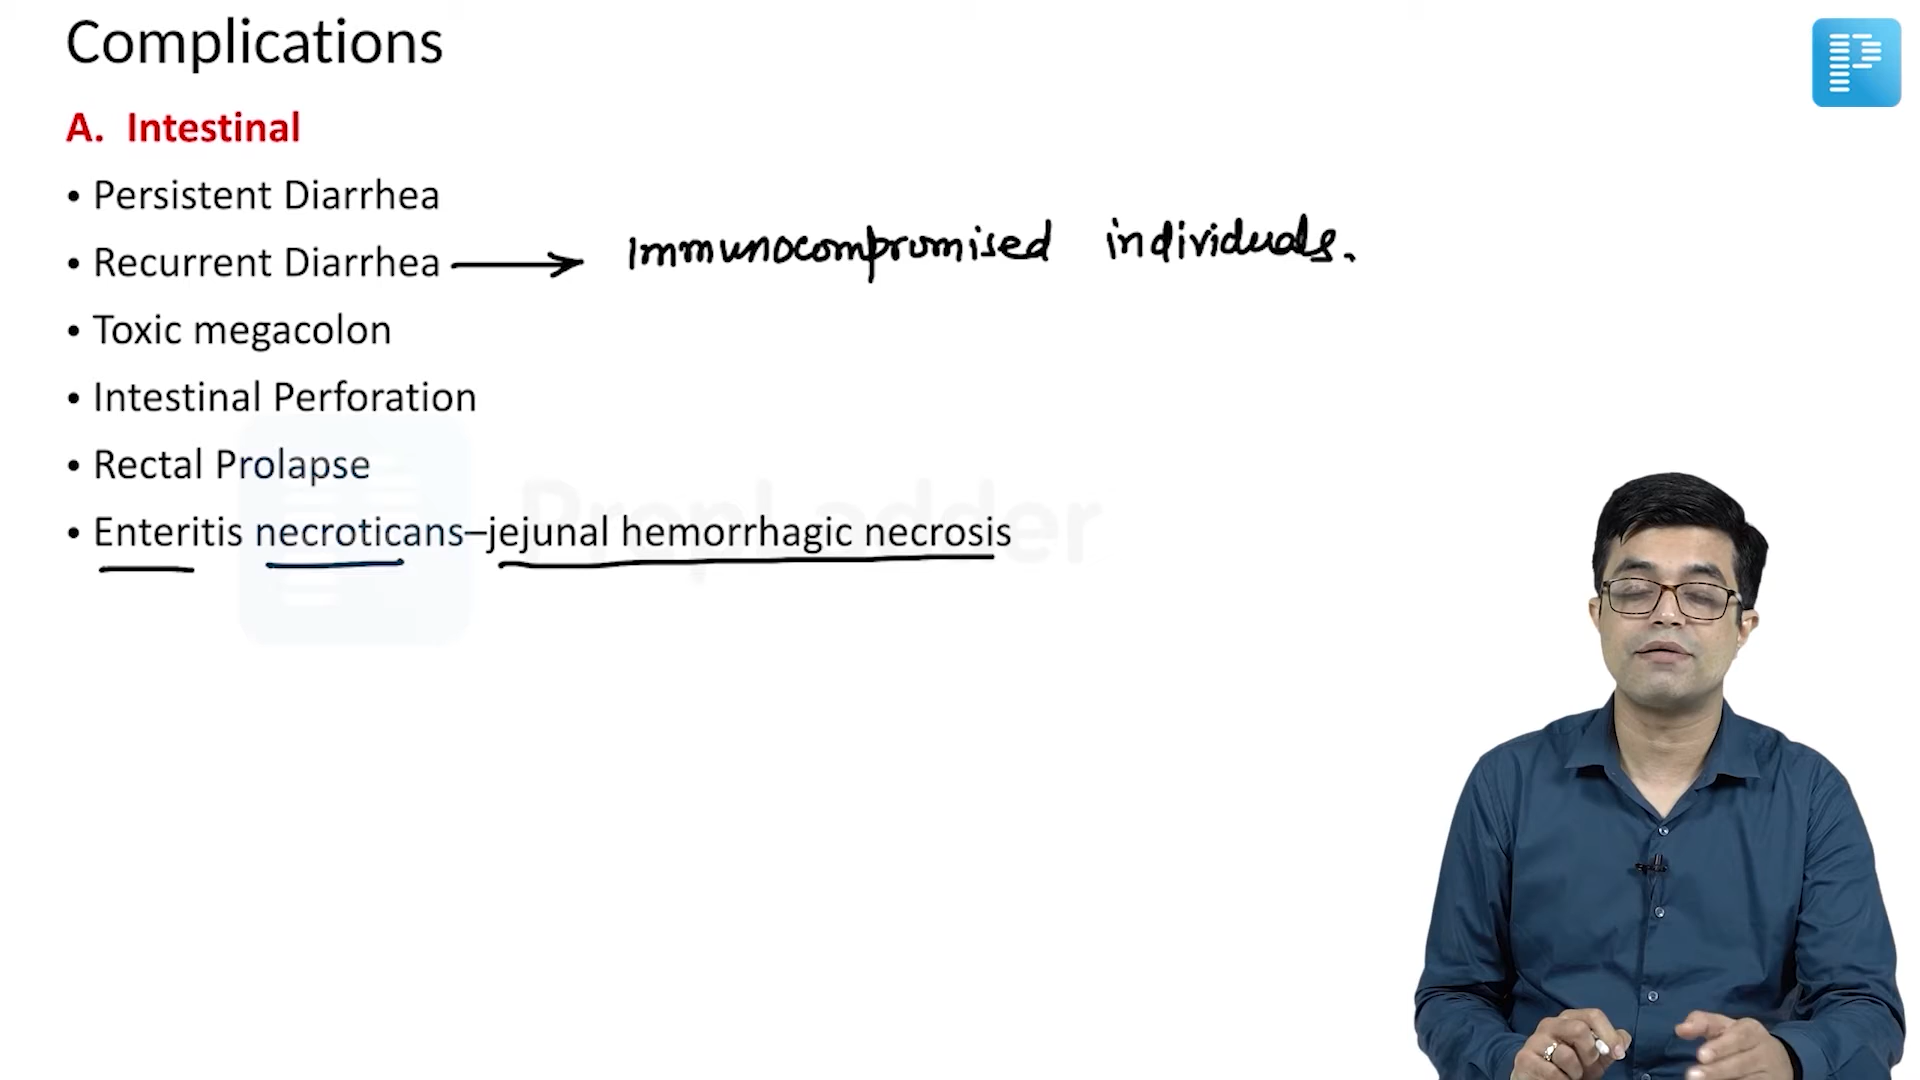 Complications
A. Intestinal
• Persistent Diarrhea
• Recurrent Diarrhea → Immunocompromised individuals.
• Toxic megacolon
• Intestinal Perforation
• Rectal Prolapse
• Enteritis necroticans–jejunal hemorrhagic necrosis
PrepLadder